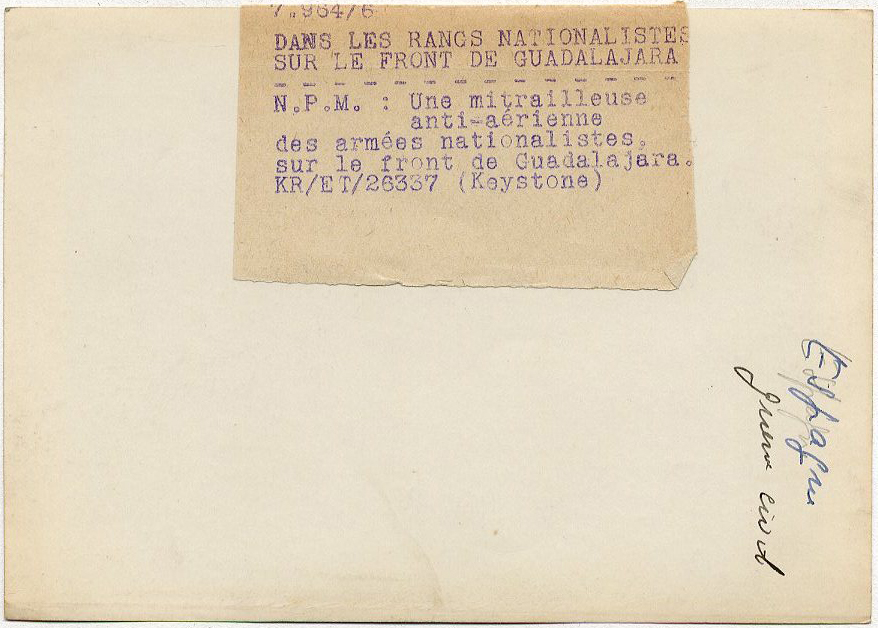 7.964/6
DANS LES RANGS NATIONALISTES
SUR LE FRONT DE GUADALAJARA
N.P.M. : Une mitrailleuse
anti-aérienne
des armées nationalistes,
sur le front de Guadalajara.
KR/ET/26337 (Keystone)
Espagne
guerre civil